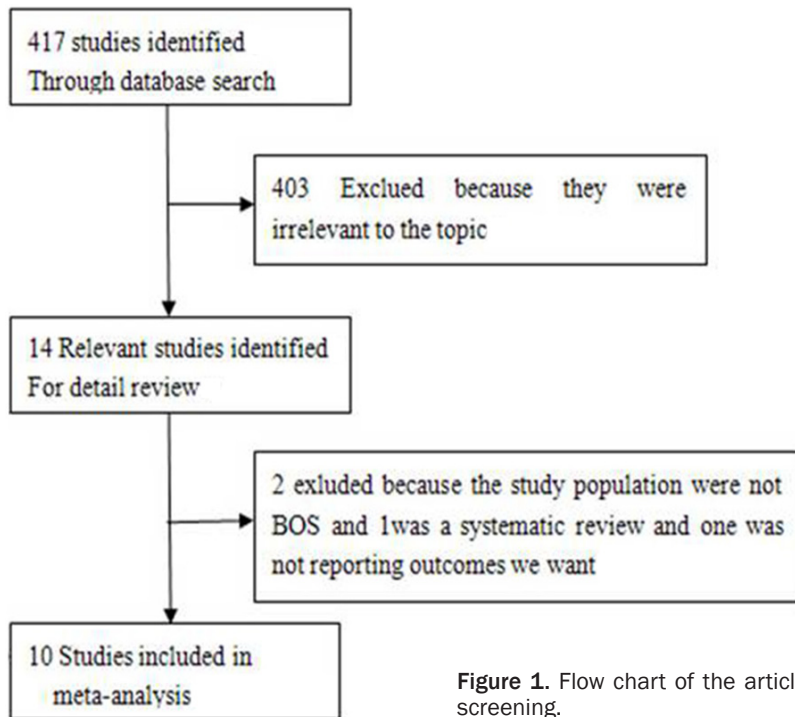 417 studies identified
Through database search
403 Exclued because they were
irrelevant to the topic
14 Relevant studies identified
For detail review
2 exluded because the study population were not
BOS and 1was a systematic review and one was
not reporting outcomes we want
10 Studies included in
meta-analysis
Figure 1. Flow chart of the articl
screening.